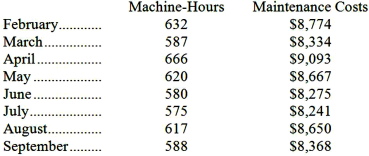 Machine-Hours Maintenance Costs
February............ 632 $8,774
March................ 587 $8,334
April.................. 666 $9,093
May ................... 620 $8,667
June ................... 580 $8,275
July.................... 575 $8,241
August............... 617 $8,650
September......... 588 $8,368